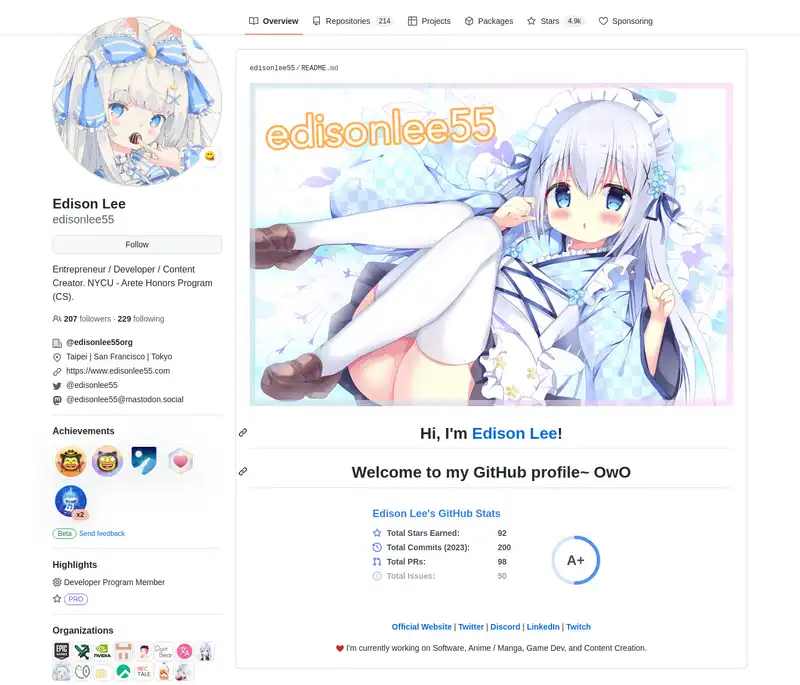 Overview
Repositories 214
Projects
Packages
Stars 4.9k
Sponsoring
Edison Lee
edisonlee55
Follow
Entrepreneur / Developer / Content
Creator. NYCU - Arete Honors Program
(CS).
207 followers · 229 following
@edisonlee55org
Taipei | San Francisco | Tokyo
https://www.edisonlee55.com
@edisonlee55
@edisonlee55@mastodon.social
Achievements
x2
Beta Send feedback
Highlights
Developer Program Member
PRO
Organizations
EPIC GAMES
NVIDIA
REC
TALE
edisonlee55/README.md
edisonlee55
Hi, I'm Edison Lee!
Welcome to my GitHub profile~ OwO
Edison Lee's GitHub Stats
Total Stars Earned: 92
Total Commits (2023): 200
Total PRs: 98
Total Issues: 50
A+
Official Website | Twitter | Discord | LinkedIn | Twitch
❤️ I'm currently working on Software, Anime / Manga, Game Dev, and Content Creation.